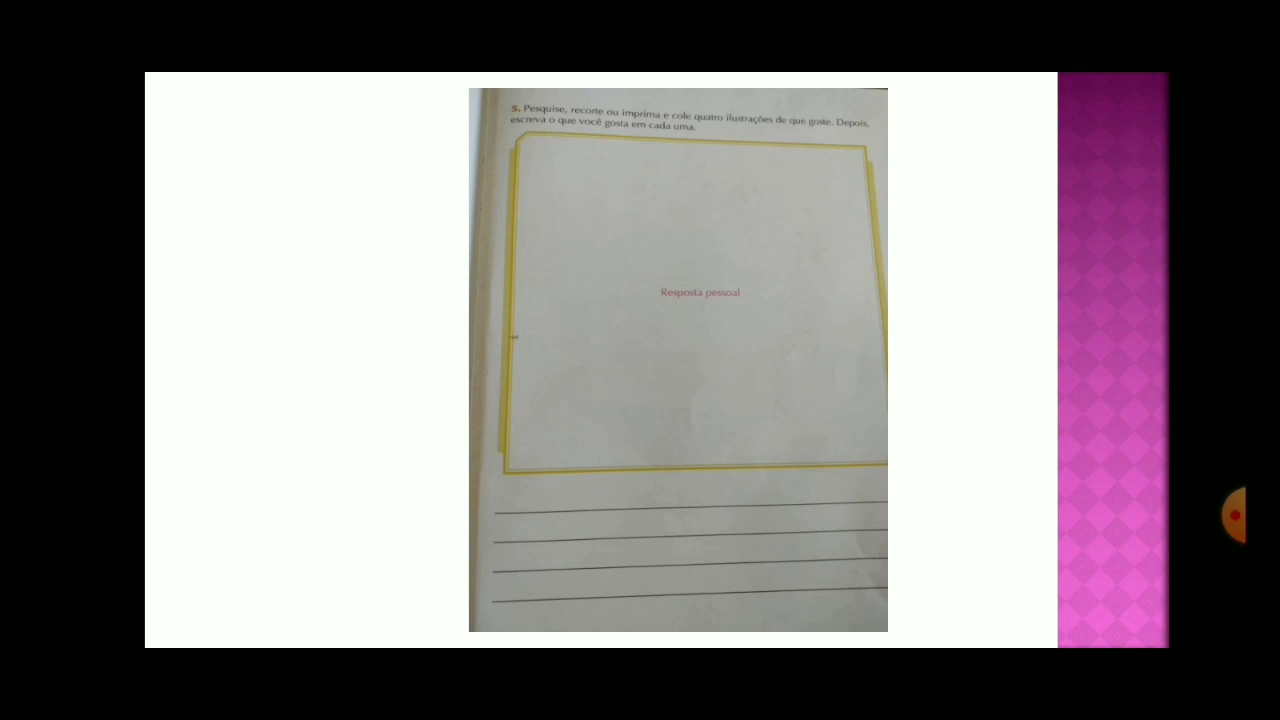 5. Pesquise, recorte ou imprima e cole quatro ilustrações de que goste. Depois,
escreva o que você gosta em cada uma.
Resposta pessoal